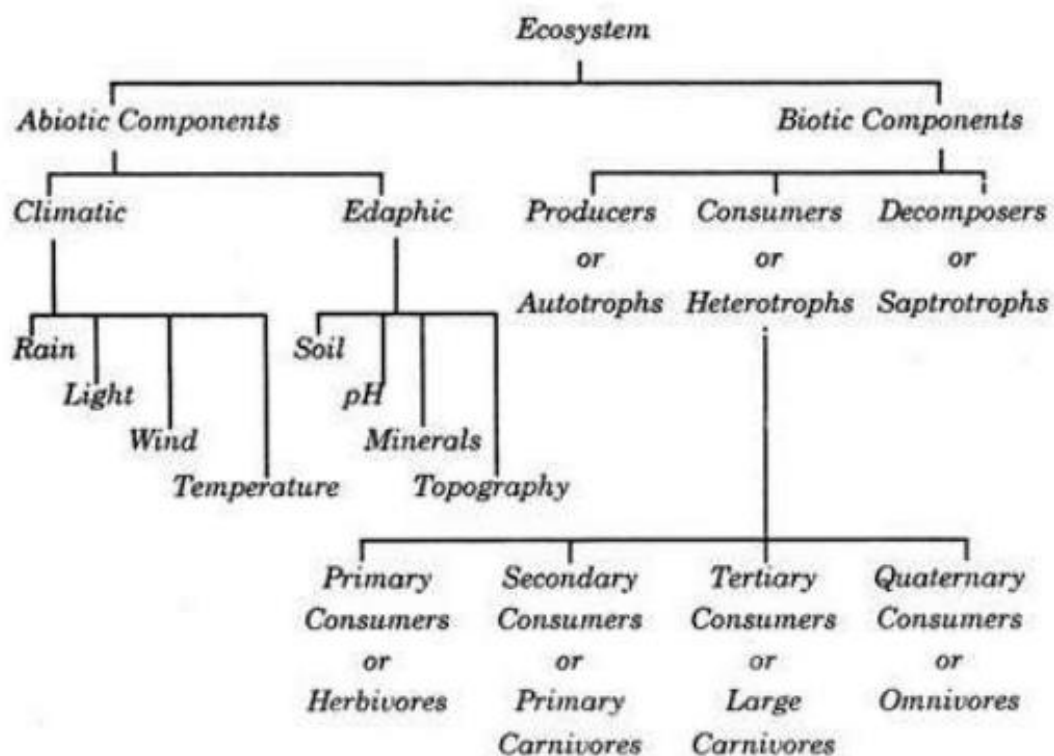 Ecosystem
Abiotic Components Biotic Components
Climatic Edaphic Producers Consumers Decomposers
or or or
Autotrophs Heterotrophs Saptrotrophs
Rain Soil
Light pH
Wind Minerals
Temperature Topography
Primary Secondary Tertiary Quaternary
Consumers Consumers Consumers Consumers
or or or or
Herbivores Primary Large Omnivores
Carnivores Carnivores